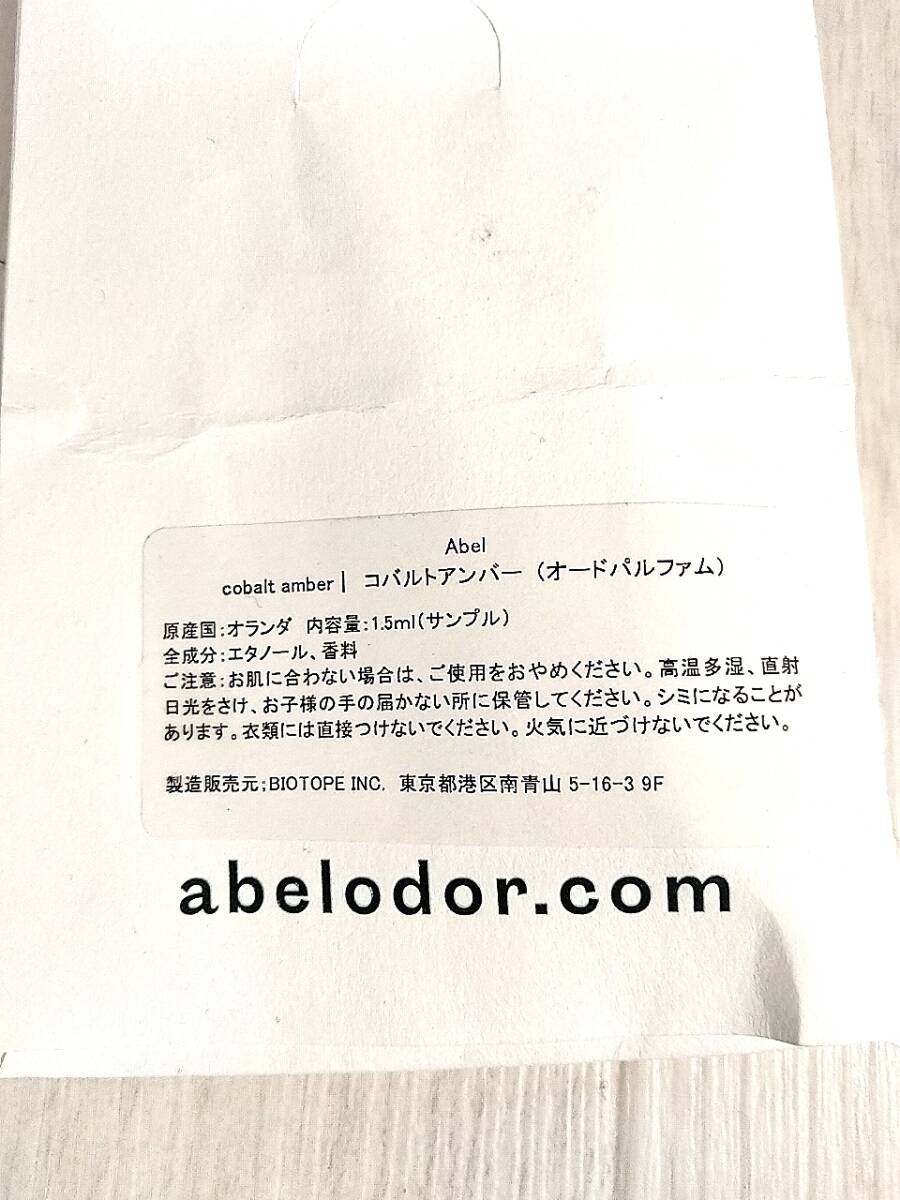 Abel
cobalt amber | コバルトアンバー（オードパルファム）
原産国：オランダ 内容量：1.5ml（サンプル）
全成分：エタノール、香料
ご注意：お肌に合わない場合は、ご使用をおやめください。高温多湿、直射
日光をさけ、お子様の手の届かない所に保管してください。シミになることが
あります。衣類には直接つけないでください。火気に近づけないでください。
製造販売元；BIOTOPE INC. 東京都港区南青山 5-16-3 9F
abelodor.com